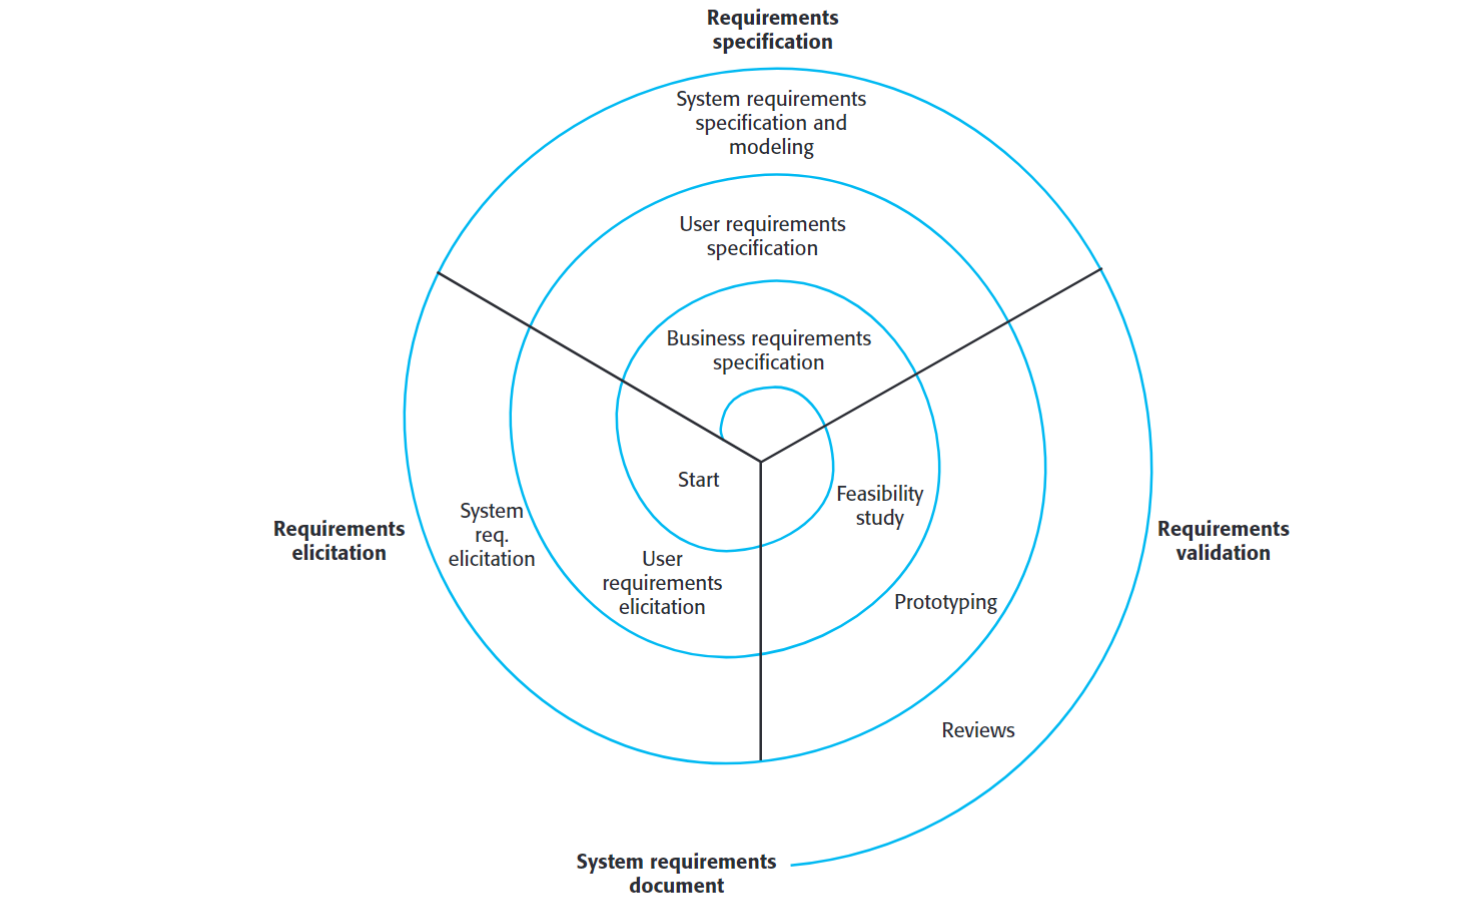 Requirements
specification
System requirements
specification and
modeling
User requirements
specification
Business requirements
specification
Start
Feasibility
study
System
req.
elicitation
Requirements
elicitation
Requirements
validation
User
requirements
elicitation
Prototyping
Reviews
System requirements
document